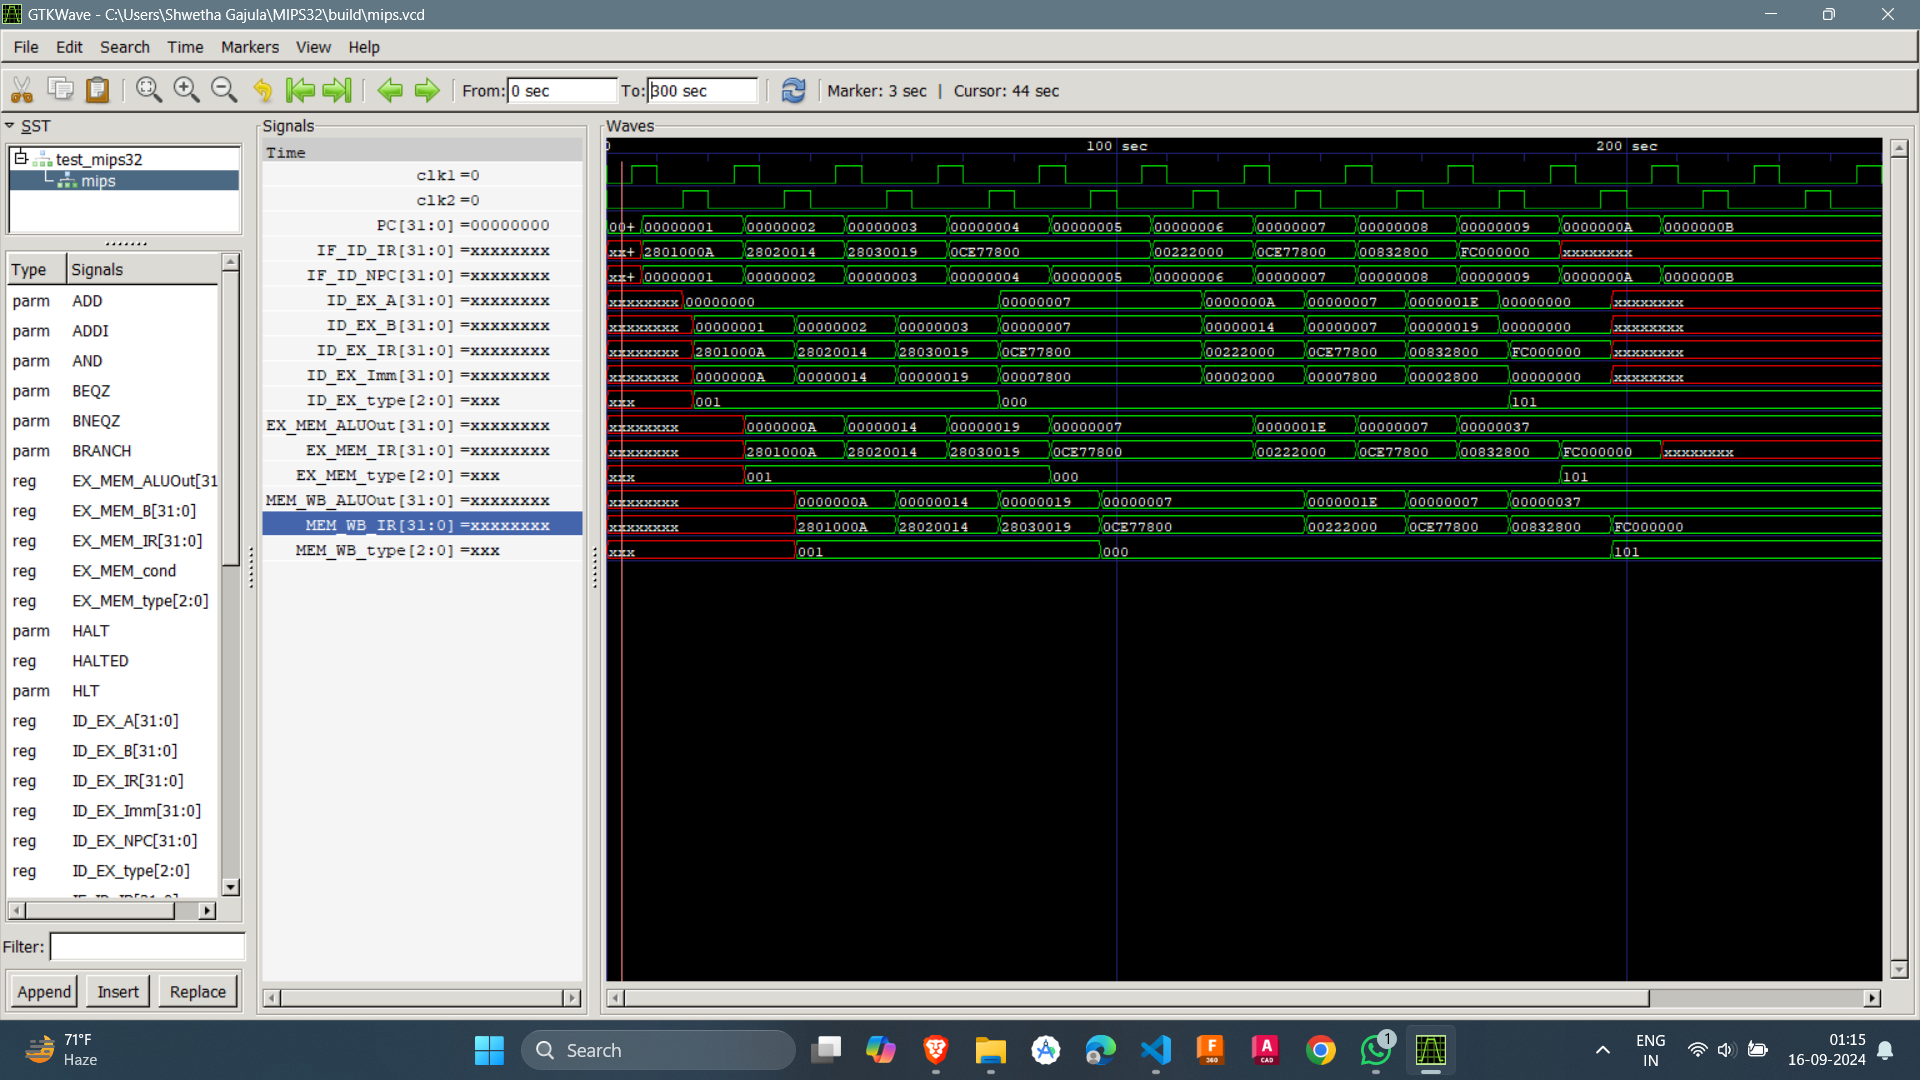 GTKWave - C:\Users\Shwetha Gajula\MIPS32\build\mips.vcd
File Edit Search Time Markers View Help
From: 0 sec To: 300 sec Marker: 3 sec | Cursor: 44 sec
SST
test_mips32
mips
Type Signals
parm ADD
parm ADDI
parm AND
parm BEQZ
parm BNEQZ
parm BRANCH
reg EX_MEM_ALUOut[31
reg EX_MEM_B[31:0]
reg EX_MEM_IR[31:0]
reg EX_MEM_cond
reg EX_MEM_type[2:0]
parm HALT
reg HALTED
parm HLT
reg ID_EX_A[31:0]
reg ID_EX_B[31:0]
reg ID_EX_IR[31:0]
reg ID_EX_Imm[31:0]
reg ID_EX_NPC[31:0]
reg ID_EX_type[2:0]
Filter:
Append Insert Replace
Signals
Time
clk1 =0
clk2 =0
PC[31:0] =00000000
IF_ID_IR[31:0] =xxxxxxxx
IF_ID_NPC[31:0] =xxxxxxxx
ID_EX_A[31:0] =xxxxxxxx
ID_EX_B[31:0] =xxxxxxxx
ID_EX_IR[31:0] =xxxxxxxx
ID_EX_Imm[31:0] =xxxxxxxx
ID_EX_type[2:0] =xxx
EX_MEM_ALUOut[31:0] =xxxxxxxx
EX_MEM_IR[31:0] =xxxxxxxx
EX_MEM_type[2:0] =xxx
MEM_WB_ALUOut[31:0] =xxxxxxxx
MEM_WB_IR[31:0] =xxxxxxxx
MEM_WB_type[2:0] =xxx
Waves
0 100 sec 200 sec
00+ 00000001 00000002 00000003 00000004 00000005 00000006 00000007 00000008 00000009 0000000A 0000000B
xx+ 2801000A 28020014 28030019 0CE77800 00222000 0CE77800 00832800 FC000000 xxxxxxxx
xx+ 00000001 00000002 00000003 00000004 00000005 00000006 00000007 00000008 00000009 0000000A 0000000B
xxxxxxxx 00000000 00000007 0000000A 00000007 0000001E 00000000 xxxxxxxx
xxxxxxxx 00000001 00000002 00000003 00000007 00000014 00000007 00000019 00000000 xxxxxxxx
xxxxxxxx 2801000A 28020014 28030019 0CE77800 00222000 0CE77800 00832800 FC000000 xxxxxxxx
xxxxxxxx 0000000A 00000014 00000019 00007800 00002000 00007800 00002800 00000000 xxxxxxxx
xxx 001 000 101
xxxxxxxx 0000000A 00000014 00000019 00000007 0000001E 00000007 00000037
xxxxxxxx 2801000A 28020014 28030019 0CE77800 00222000 0CE77800 00832800 FC000000 xxxxxxxx
xxx 001 000 101
xxxxxxxx 0000000A 00000014 00000019 00000007 0000001E 00000007 00000037
xxxxxxxx 2801000A 28020014 28030019 0CE77800 00222000 0CE77800 00832800 FC000000
xxx 001 000 101
71°F
Haze
Search
F
360
A
CAD
1
ENG
IN
01:15
16-09-2024